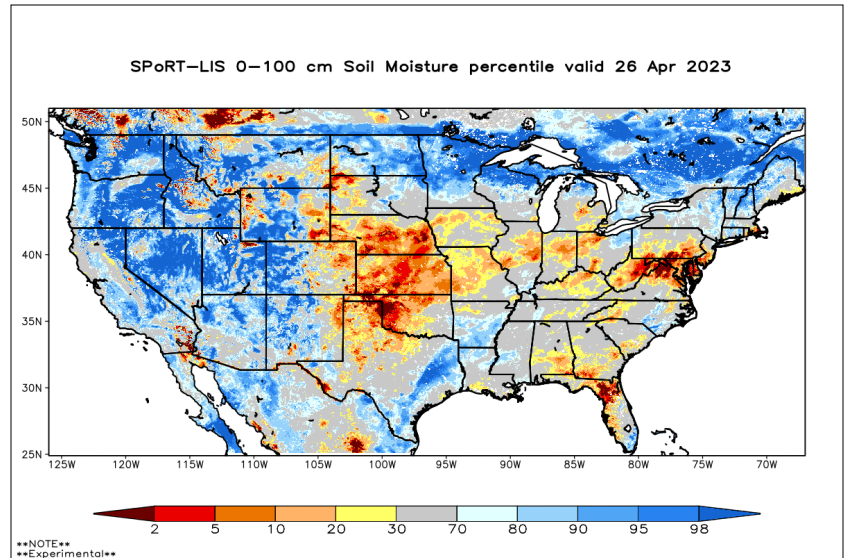 SPoRT-LIS 0-100 cm Soil Moisture percentile valid 26 Apr 2023
50N
45N
40N
35N
30N
25N
125W 120W 115W 110W 105W 100W 95W 90W 85W 80W 75W 70W
2 5 10 20 30 70 80 90 95 98
**NOTE**
**Experimental**